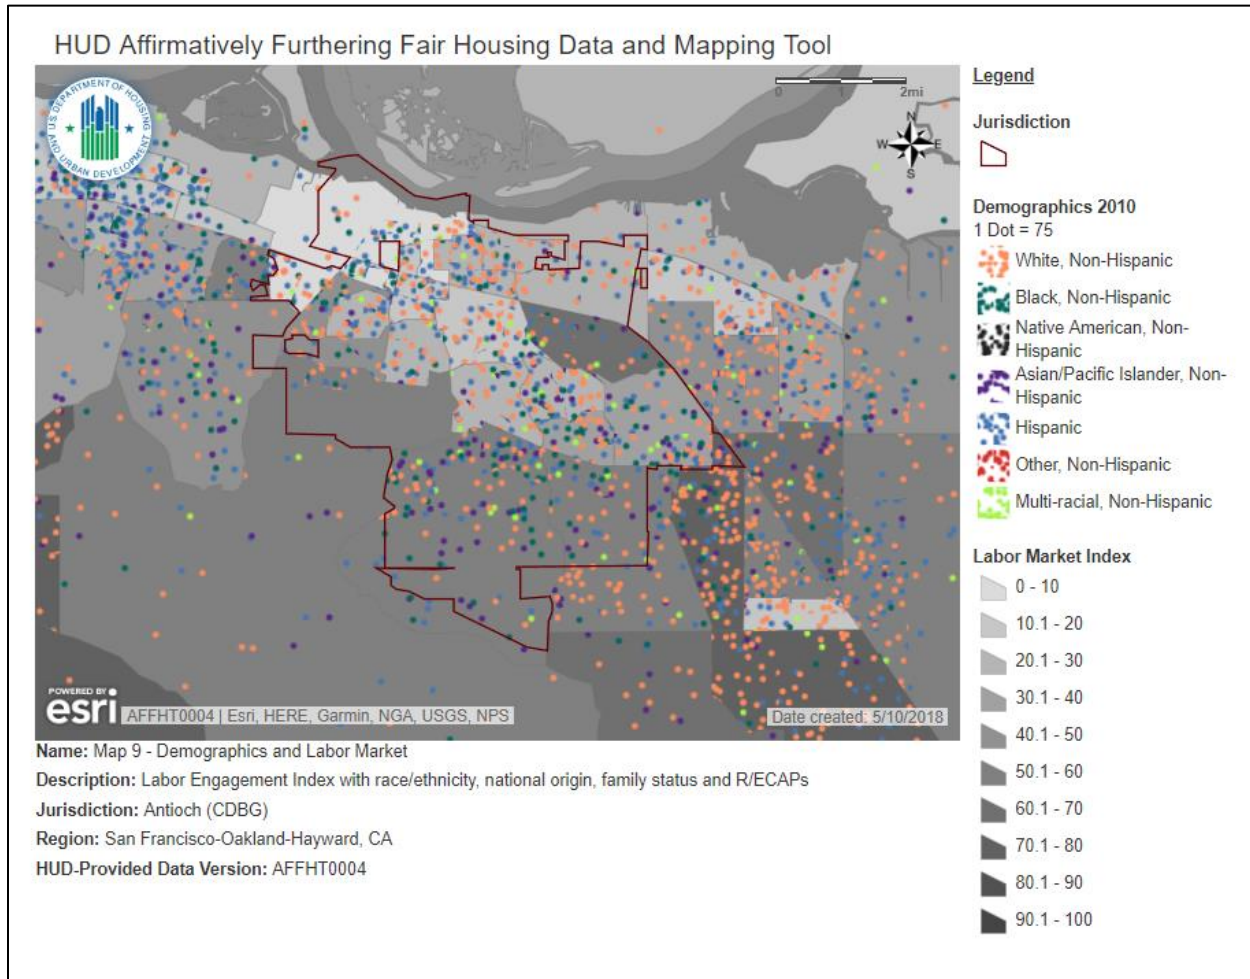 HUD Affirmatively Furthering Fair Housing Data and Mapping Tool
U.S. DEPARTMENT OF HOUSING
AND URBAN DEVELOPMENT
0 1 2mi
N
W E
S
POWERED BY
esri
AFFHT0004 | Esri, HERE, Garmin, NGA, USGS, NPS
Date created: 5/10/2018
Name: Map 9 - Demographics and Labor Market
Description: Labor Engagement Index with race/ethnicity, national origin, family status and R/ECAPs
Jurisdiction: Antioch (CDBG)
Region: San Francisco-Oakland-Hayward, CA
HUD-Provided Data Version: AFFHT0004
Legend
Jurisdiction
Demographics 2010
1 Dot = 75
White, Non-Hispanic
Black, Non-Hispanic
Native American, Non-
Hispanic
Asian/Pacific Islander, Non-
Hispanic
Hispanic
Other, Non-Hispanic
Multi-racial, Non-Hispanic
Labor Market Index
0 - 10
10.1 - 20
20.1 - 30
30.1 - 40
40.1 - 50
50.1 - 60
60.1 - 70
70.1 - 80
80.1 - 90
90.1 - 100